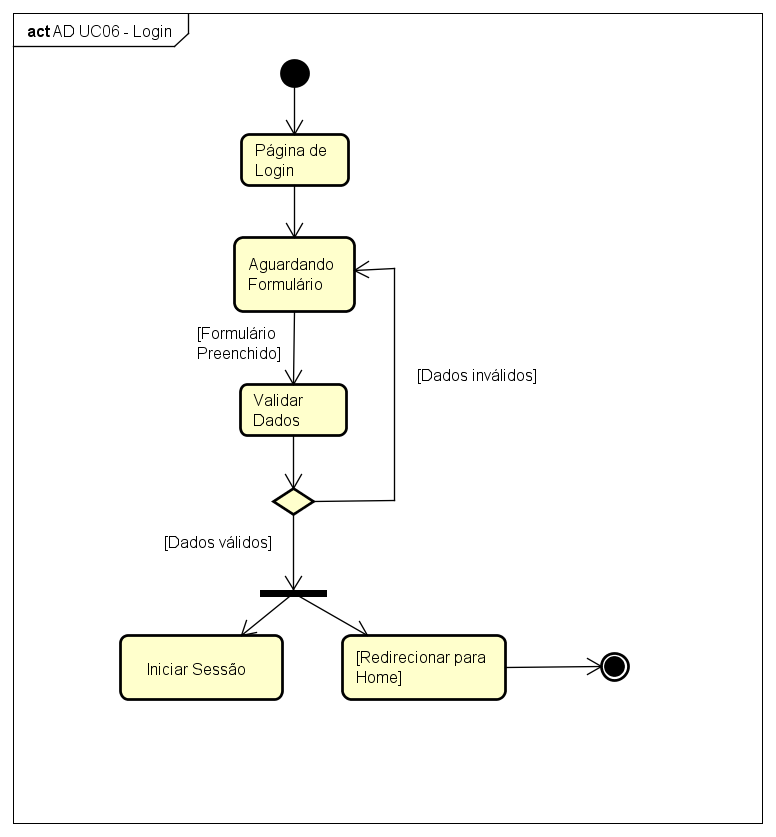 act AD UC06 - Login
Página de
Login
Aguardando
Formulário
[Formulário
Preenchido]
[Dados inválidos]
Validar
Dados
[Dados válidos]
Iniciar Sessão
[Redirecionar para
Home]